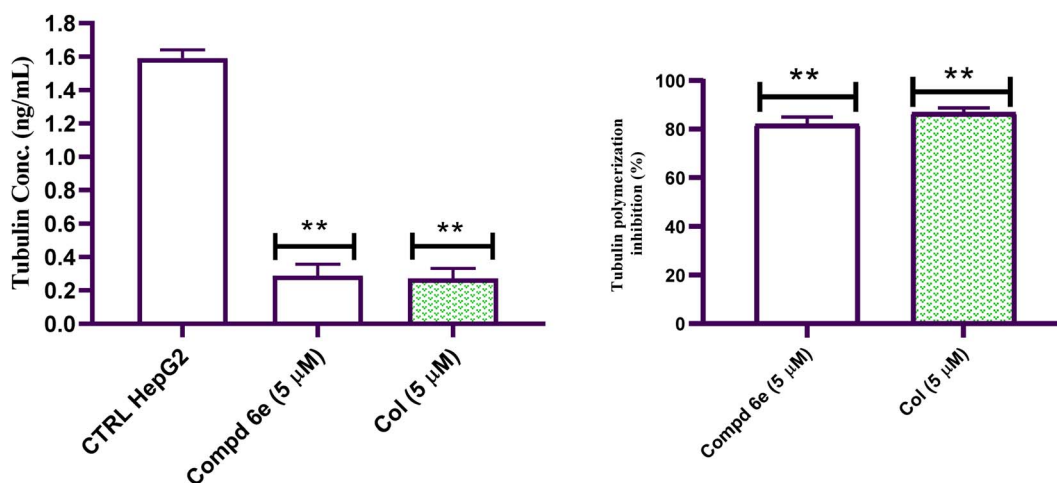 Tubulin Conc. (ng/mL)
1.8
1.6
1.4
1.2
1.0
0.8
0.6
0.4
0.2
0.0
**
**
CTRL HepG2
Compd 6e (5 μM)
Col (5 μM)
Tubulin polymerization
inhibition (%)
100
80
60
40
20
0
**
**
Compd 6e (5 μM)
Col (5 μM)